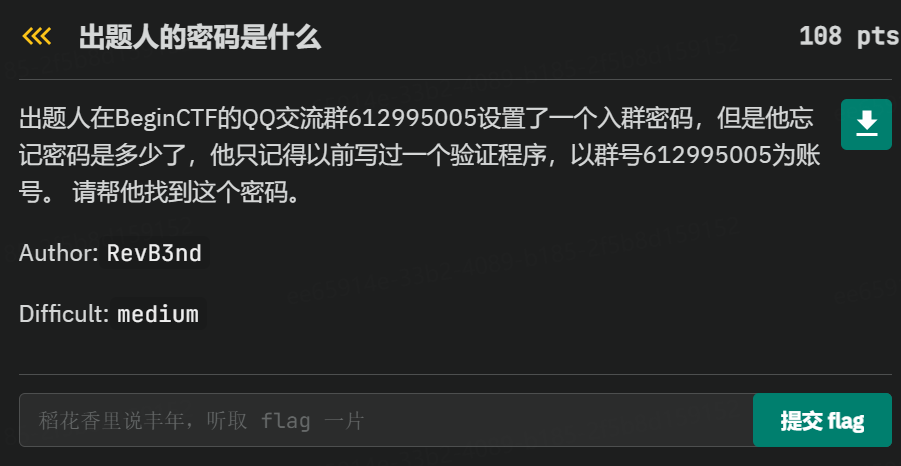 出题人的密码是什么
108 pts
出题人在BeginCTF的QQ交流群612995005设置了一个入群密码，但是他忘
记密码是多少了，他只记得以前写过一个验证程序，以群号612995005为账
号。 请帮他找到这个密码。
Author: RevB3nd
Difficult: medium
稻花香里说丰年，听取 flag 一片
提交 flag